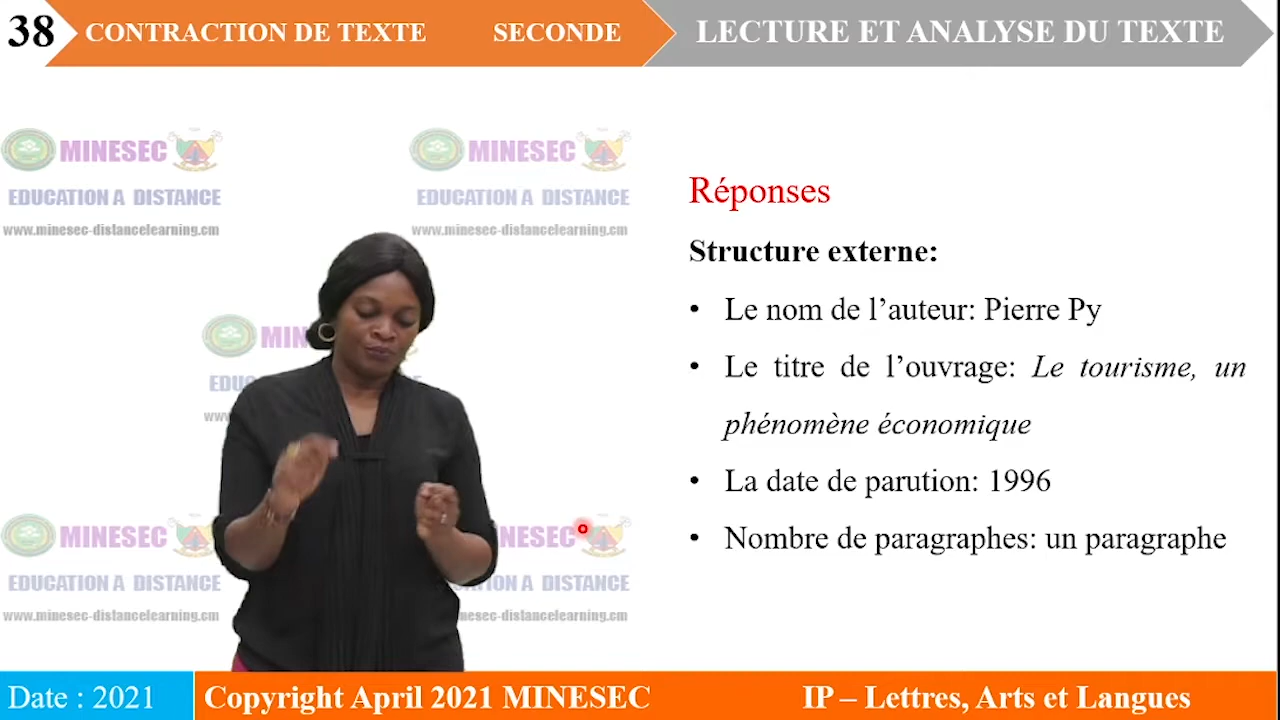 38 CONTRACTION DE TEXTE SECONDE LECTURE ET ANALYSE DU TEXTE
MINESEC MINESEC
EDUCATION A DISTANCE EDUCATION A DISTANCE
www.minesec-distancelearning.cm www.minesec-distancelearning.cm
Réponses
Structure externe:
• Le nom de l’auteur: Pierre Py
• Le titre de l’ouvrage: Le tourisme, un
phénomène économique
• La date de parution: 1996
• Nombre de paragraphes: un paragraphe
MINESEC MINESEC
EDUCATION A DISTANCE DISTANCE
www.minesec-distancelearning.cm
Date : 2021 Copyright April 2021 MINESEC IP – Lettres, Arts et Langues